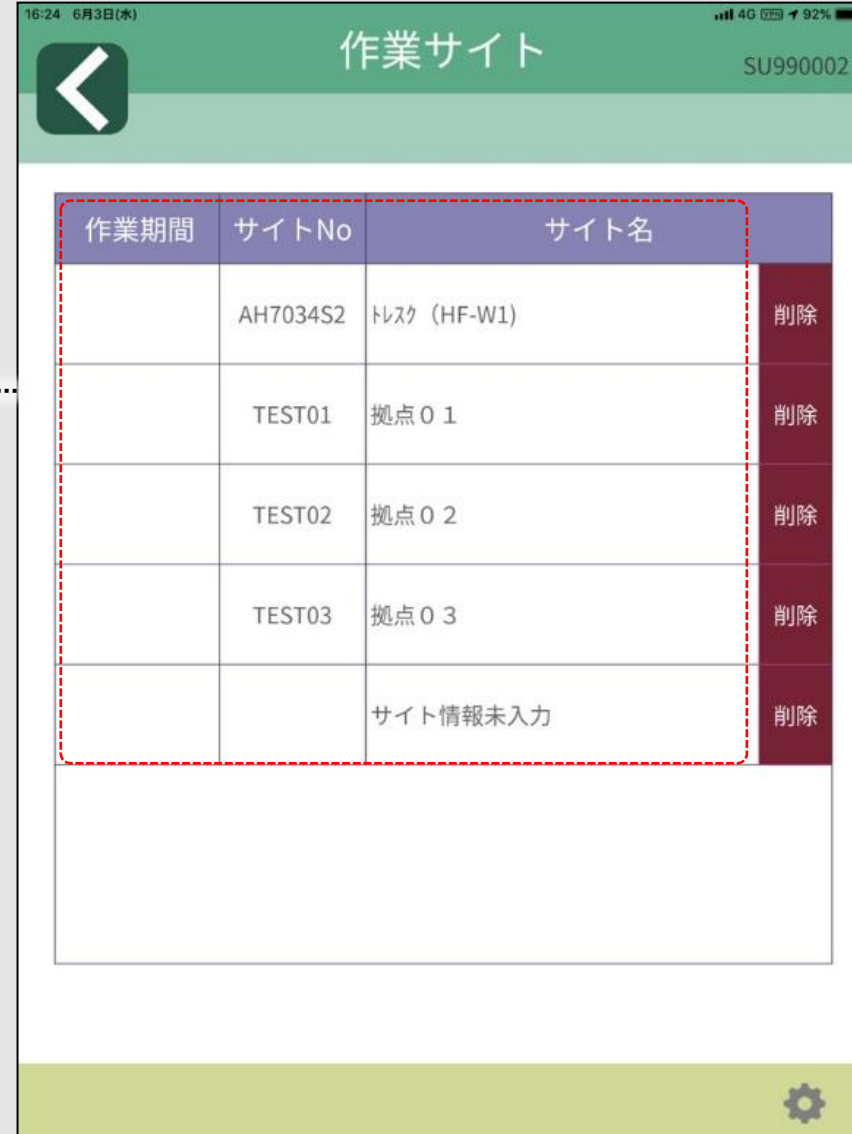 16:24 6月3日(水) 4G VPN 92%
作業サイト
SU990002
作業期間 サイトNo サイト名
AH7034S2 ﾄﾚｽｸ（HF-W1) 削除
TEST01 拠点０１ 削除
TEST02 拠点０２ 削除
TEST03 拠点０３ 削除
サイト情報未入力 削除